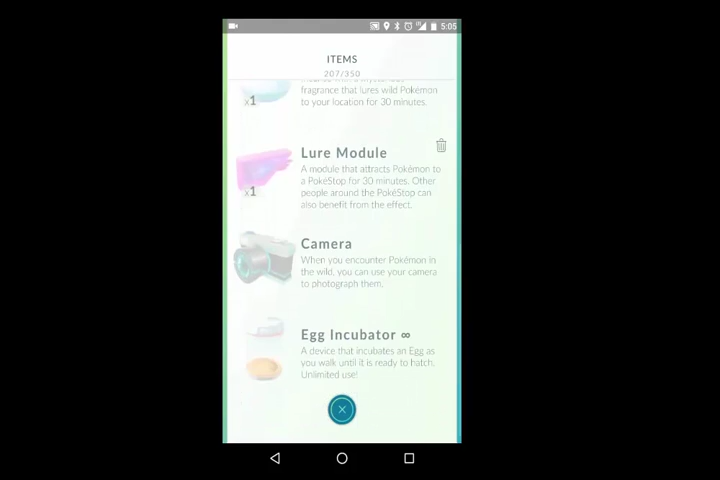 5:05
ITEMS
207/350
fragrance that lures wild Pokémon
x1
to your location for 30 minutes.
Lure Module
A module that attracts Pokémon to
a PokéStop for 30 minutes. Other
x1
people around the PokéStop can
also benefit from the effect.
Camera
When you encounter Pokémon in
the wild, you can use your camera
to photograph them.
Egg Incubator ∞
A device that incubates an Egg as
you walk until it is ready to hatch.
Unlimited use!